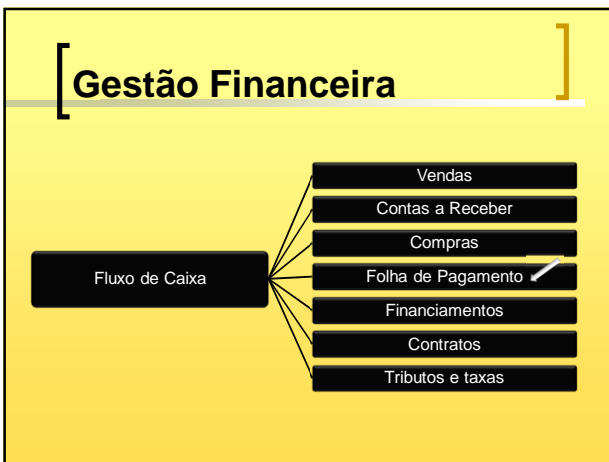 Gestão Financeira
Vendas
Contas a Receber
Compras
Fluxo de Caixa
Folha de Pagamento
Financiamentos
Contratos
Tributos e taxas